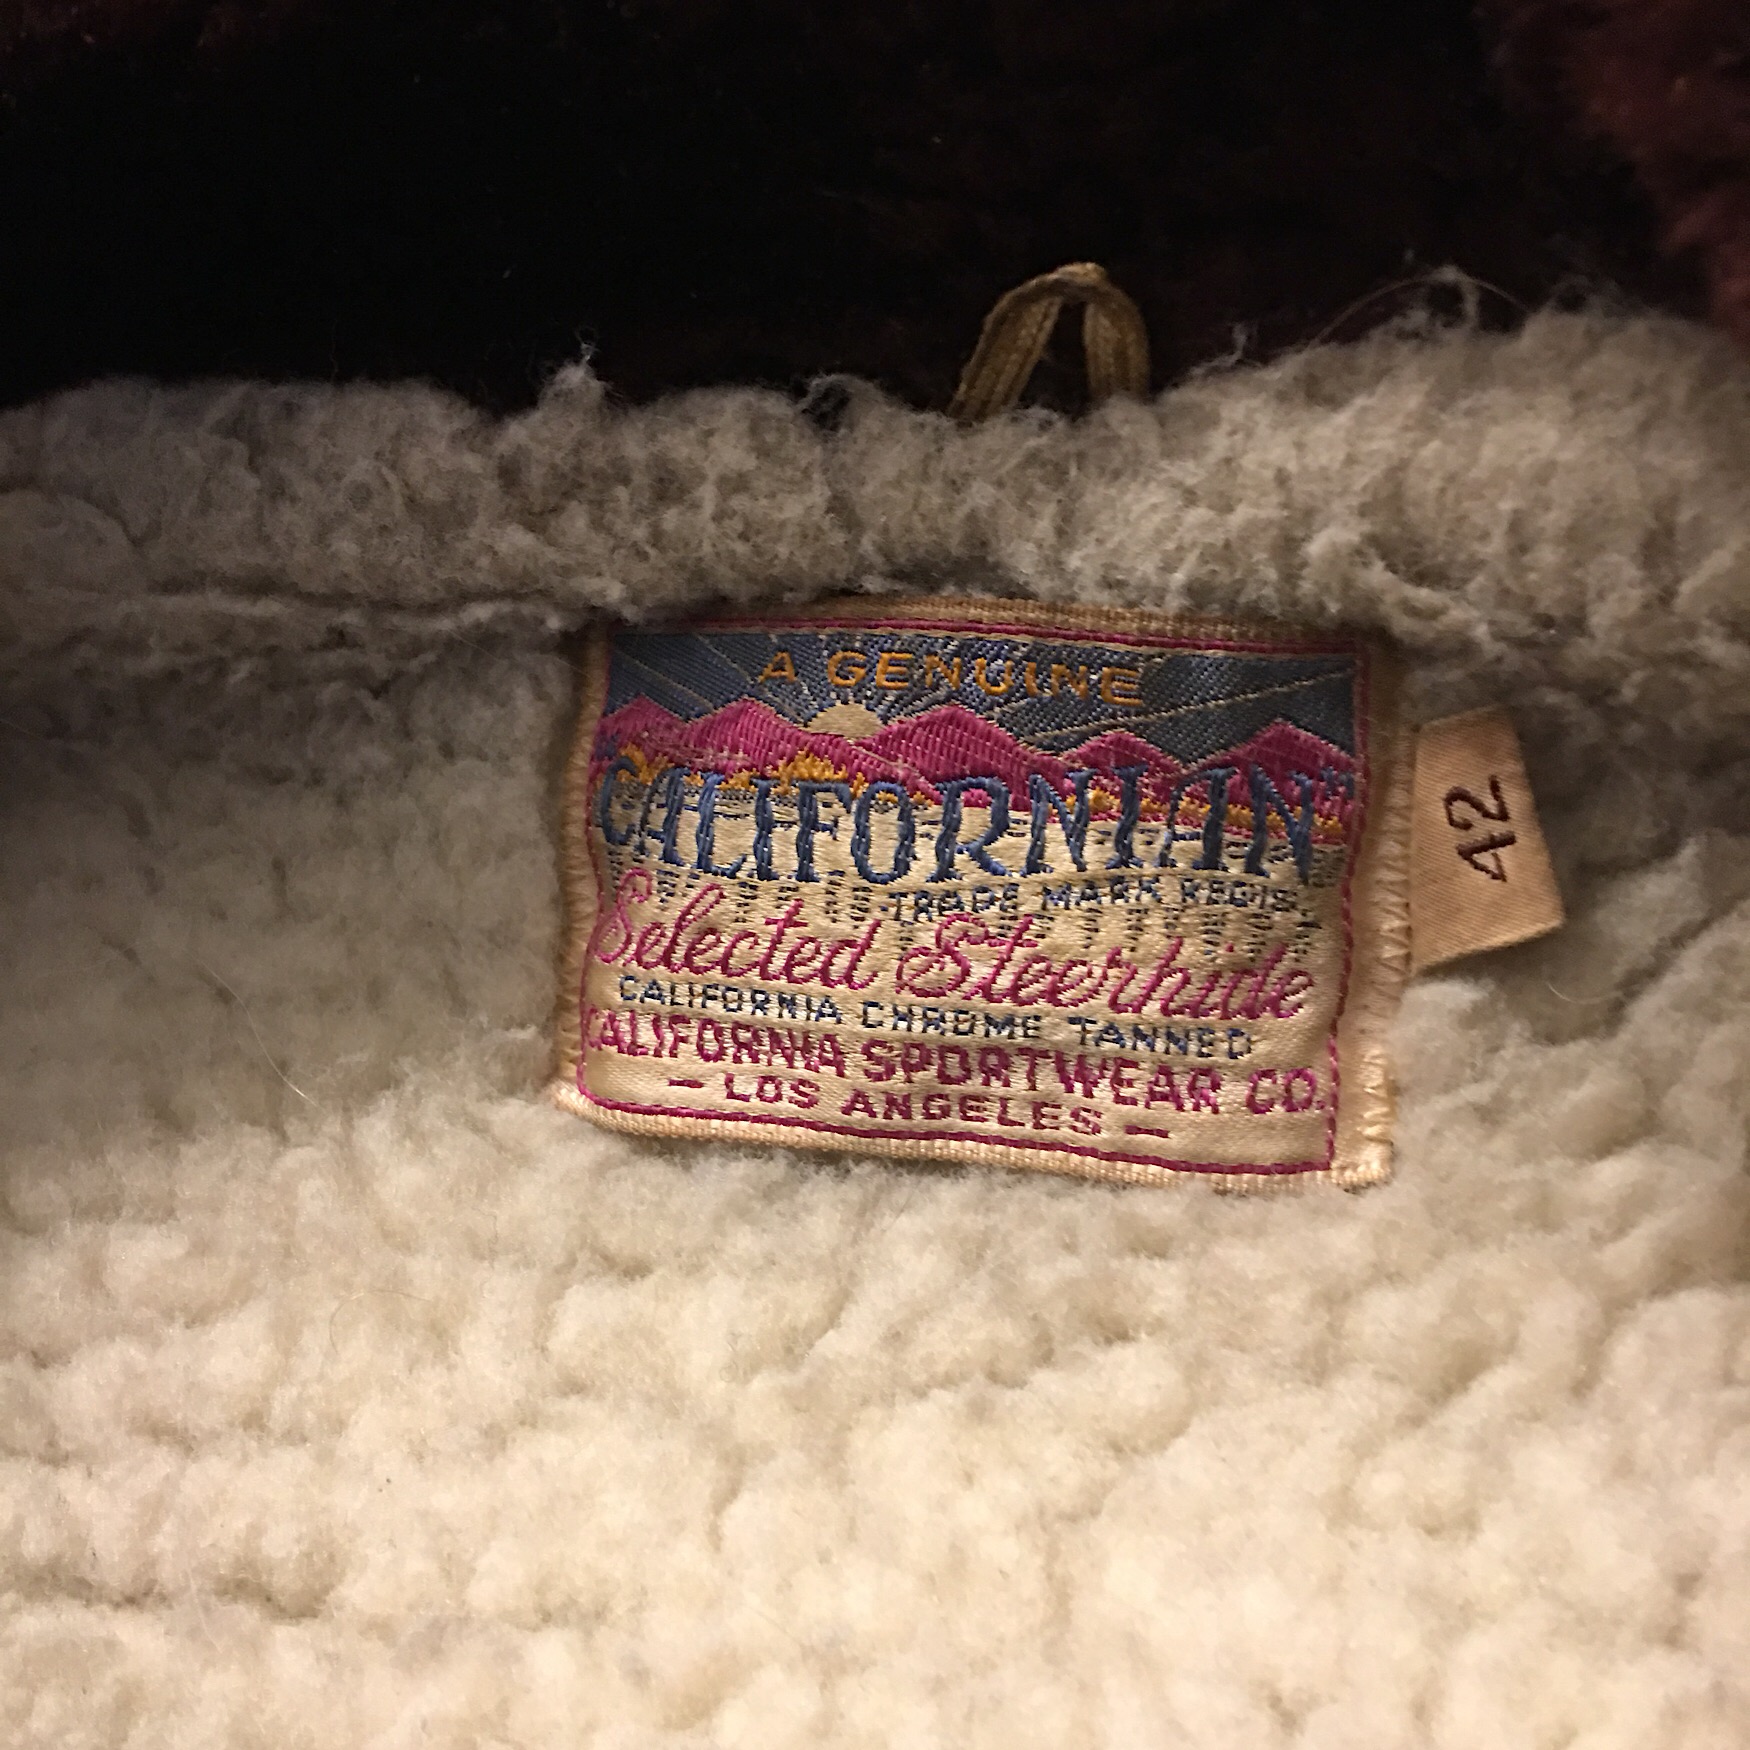 A GENUINE
"CALIFORNIAN"
TRADE MARK REGIS.
Selected Steerhide
CALIFORNIA CHROME TANNED
CALIFORNIA SPORTWEAR CO.
- LOS ANGELES -
42